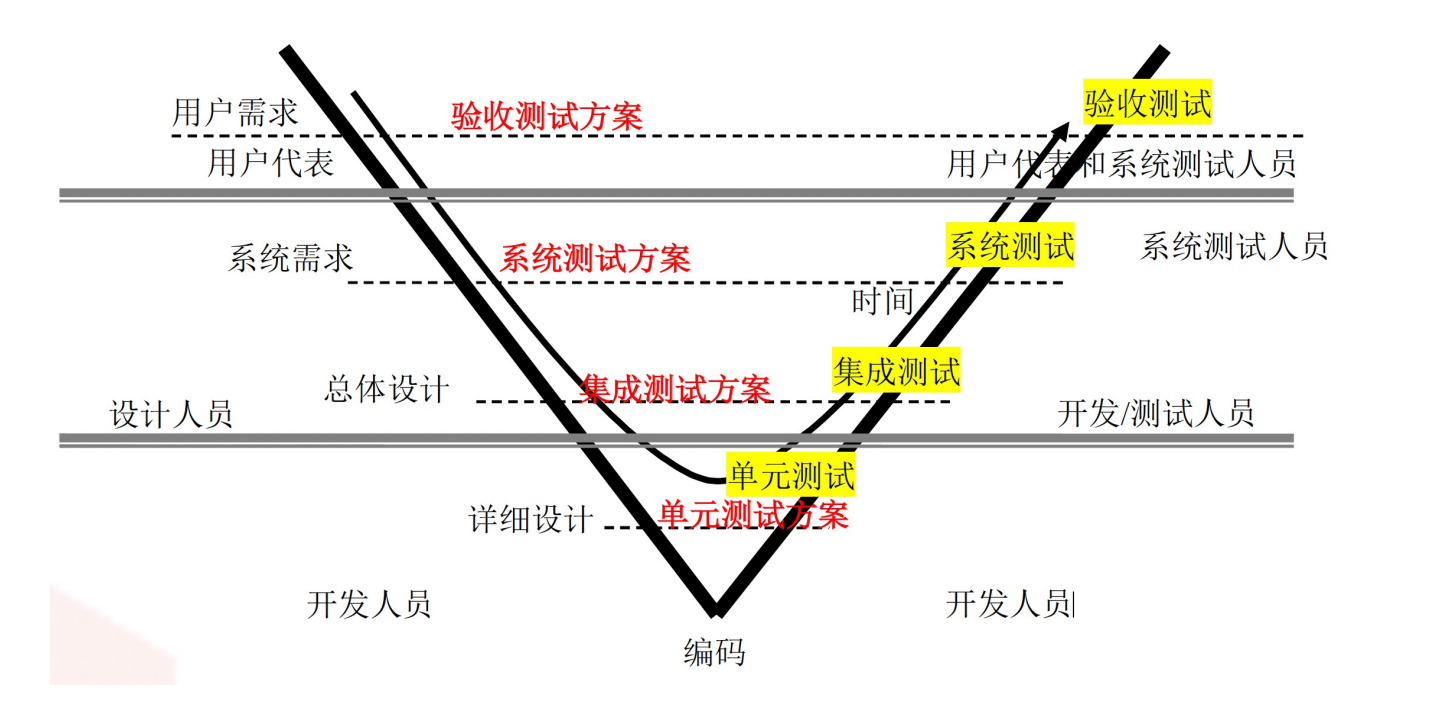 用户需求
验收测试方案
验收测试
用户代表
用户代表和系统测试人员
系统需求
系统测试方案
系统测试
系统测试人员
时间
总体设计
集成测试方案
集成测试
设计人员
开发/测试人员
单元测试
详细设计
单元测试方案
开发人员
开发人员
编码